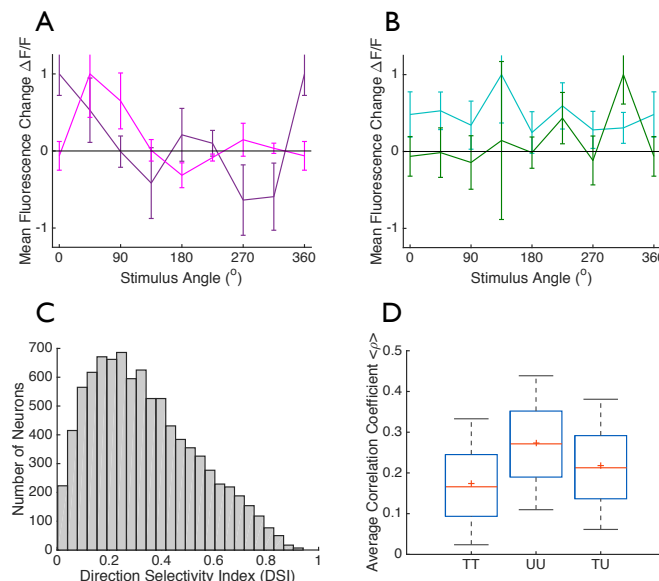 A
B
Mean Fluorescence Change ΔF/F
1
0
-1
0
90
180
270
360
Stimulus Angle (o)
Mean Fluorescence Change ΔF/F
1
0
-1
0
90
180
270
360
Stimulus Angle (o)
C
D
Number of Neurons
700
600
500
400
300
200
100
0
0
0.2
0.4
0.6
0.8
1
Direction Selectivity Index (DSI)
Average Correlation Coefficient <ρ>
0.5
0.4
0.3
0.2
0.1
0
TT
UU
TU